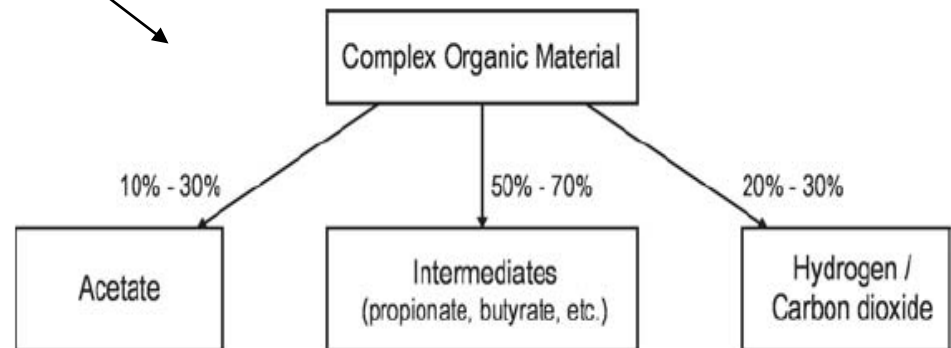 Complex Organic Material
10% - 30%
50% - 70%
20% - 30%
Acetate
Intermediates
(propionate, butyrate, etc.)
Hydrogen /
Carbon dioxide